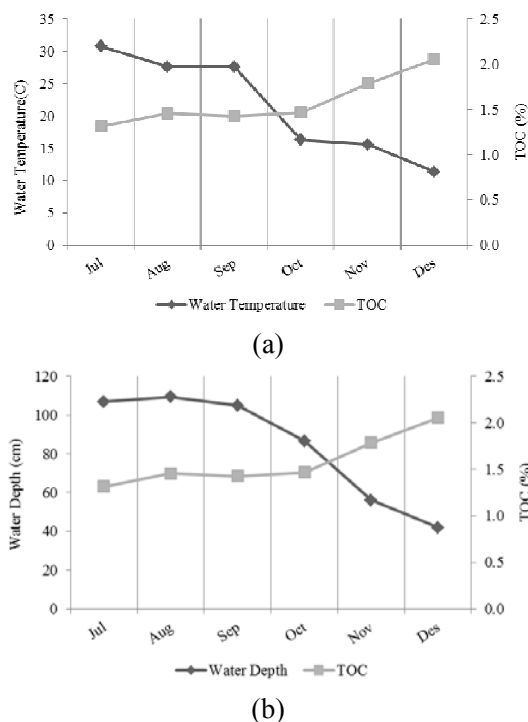 35
30
25
20
15
10
5
0
Water Temperature(C)
2.5
2.0
1.5
1.0
0.5
0.0
TOC (%)
Jul Aug Sep Oct Nov Des
Water Temperature TOC
(a)
120
100
80
60
40
20
0
Water Depth (cm)
2.5
2.0
1.5
1.0
0.5
0.0
TOC (%)
Jul Aug Sep Oct Nov Des
Water Depth TOC
(b)